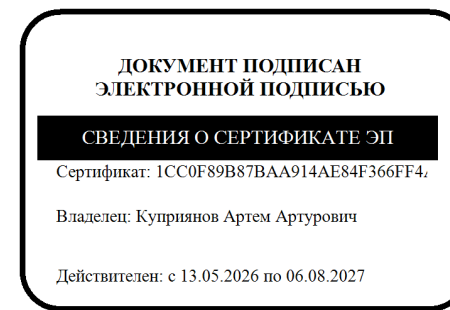 ДОКУМЕНТ ПОДПИСАН
ЭЛЕКТРОННОЙ ПОДПИСЬЮ
СВЕДЕНИЯ О СЕРТИФИКАТЕ ЭП
Сертификат: 1CC0F89B87BAA914AE84F366FF4
Владелец: Куприянов Артем Артурович
Действителен: с 13.05.2026 по 06.08.2027